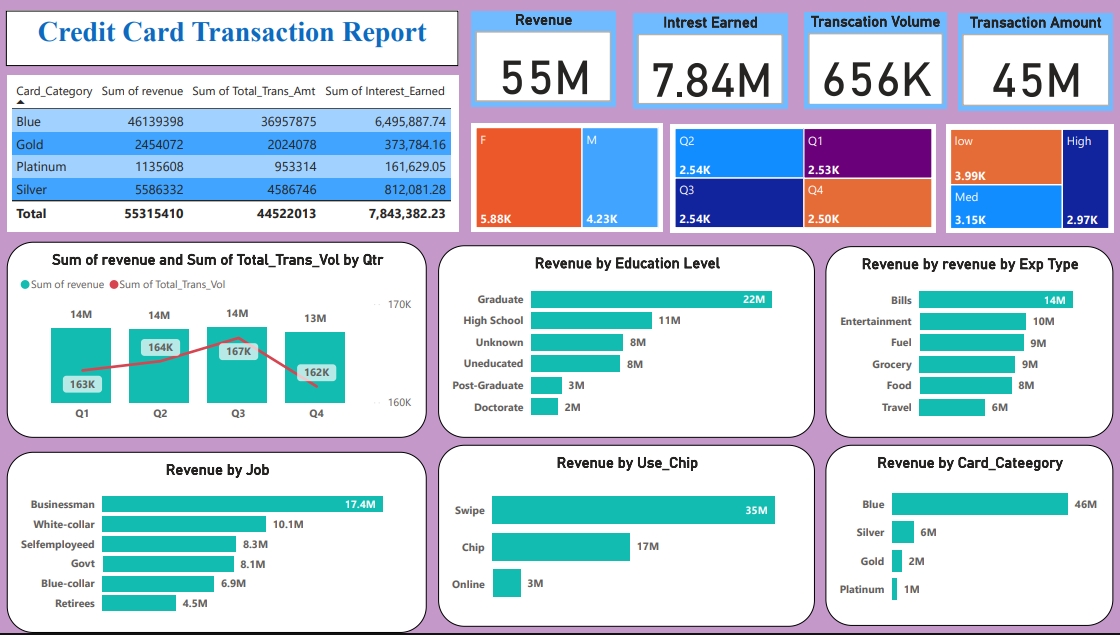 Credit Card Transaction Report
Revenue
55M
Intrest Earned
7.84M
Transcation Volume
656K
Transaction Amount
45M
Card_Category Sum of revenue Sum of Total_Trans_Amt Sum of Interest_Earned
Blue 46139398 36957875 6,495,887.74
Gold 2454072 2024078 373,784.16
Platinum 1135608 953314 161,629.05
Silver 5586332 4586746 812,081.28
Total 55315410 44522013 7,843,382.23
F
5.88K
M
4.23K
Q2
2.54K
Q1
2.53K
Q3
2.54K
Q4
2.50K
low
3.99K
Med
3.15K
High
2.97K
Sum of revenue and Sum of Total_Trans_Vol by Qtr
Sum of revenue Sum of Total_Trans_Vol
14M 14M 14M 13M
163K 164K 167K 162K
170K
160K
Q1 Q2 Q3 Q4
Revenue by Education Level
Graduate 22M
High School 11M
Unknown 8M
Uneducated 8M
Post-Graduate 3M
Doctorate 2M
Revenue by revenue by Exp Type
Bills 14M
Entertainment 10M
Fuel 9M
Grocery 9M
Food 8M
Travel 6M
Revenue by Job
Businessman 17.4M
White-collar 10.1M
Selfemployeed 8.3M
Govt 8.1M
Blue-collar 6.9M
Retirees 4.5M
Revenue by Use_Chip
Swipe 35M
Chip 17M
Online 3M
Revenue by Card_Cateegory
Blue 46M
Silver 6M
Gold 2M
Platinum 1M